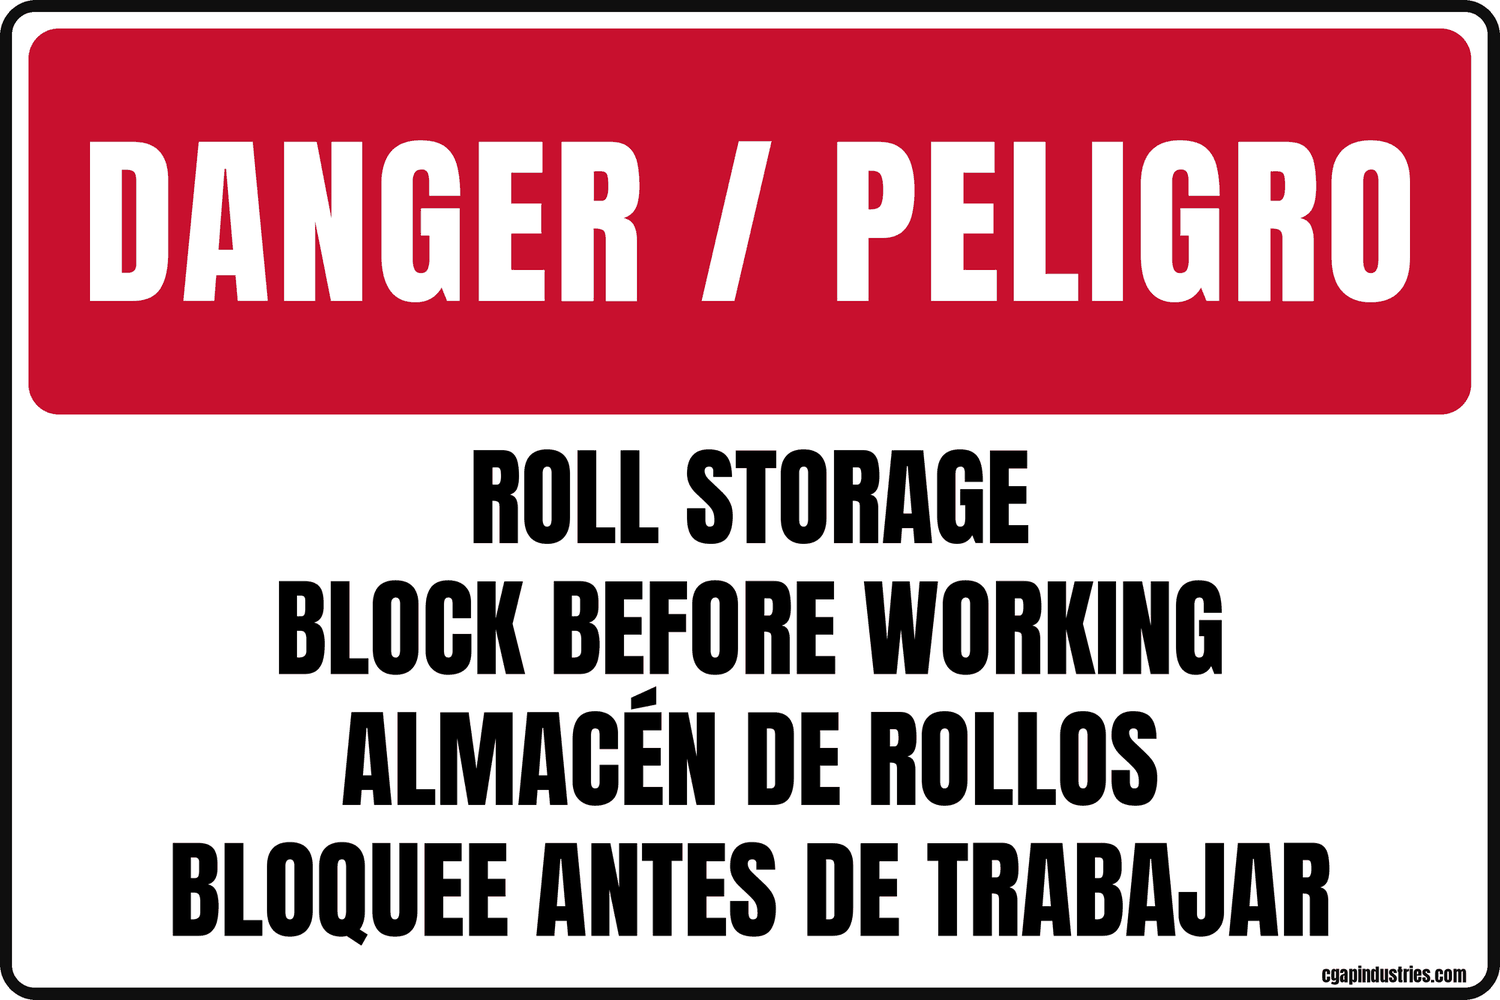 DANGER / PELIGRO
ROLL STORAGE
BLOCK BEFORE WORKING
ALMACÉN DE ROLLOS
BLOQUEE ANTES DE TRABAJAR
cgapindustries.com